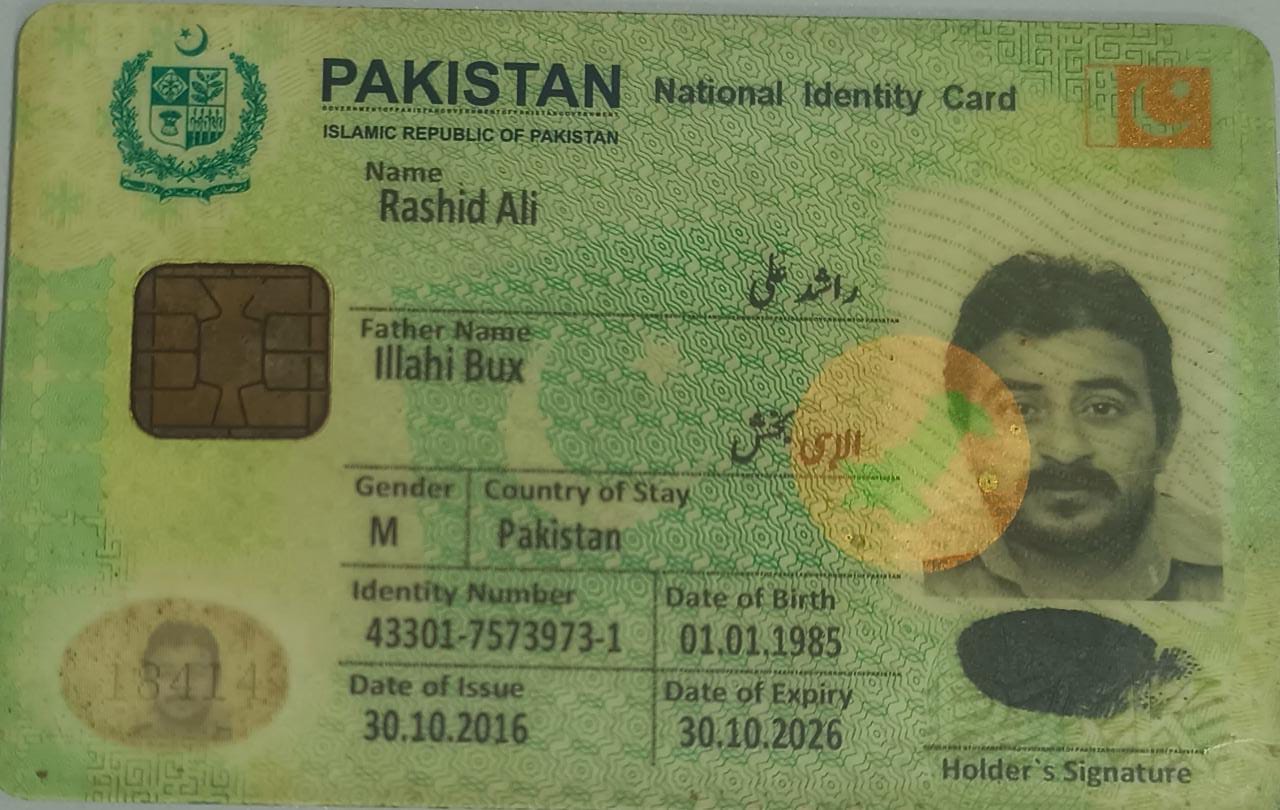 PAKISTAN National Identity Card
ISLAMIC REPUBLIC OF PAKISTAN
Name
Rashid Ali
راشد علی
Father Name
Illahi Bux
الاہی بخش
Gender
M
Country of Stay
Pakistan
Identity Number
43301-7573973-1
Date of Birth
01.01.1985
Date of Issue
30.10.2016
Date of Expiry
30.10.2026
18414
Holder`s Signature